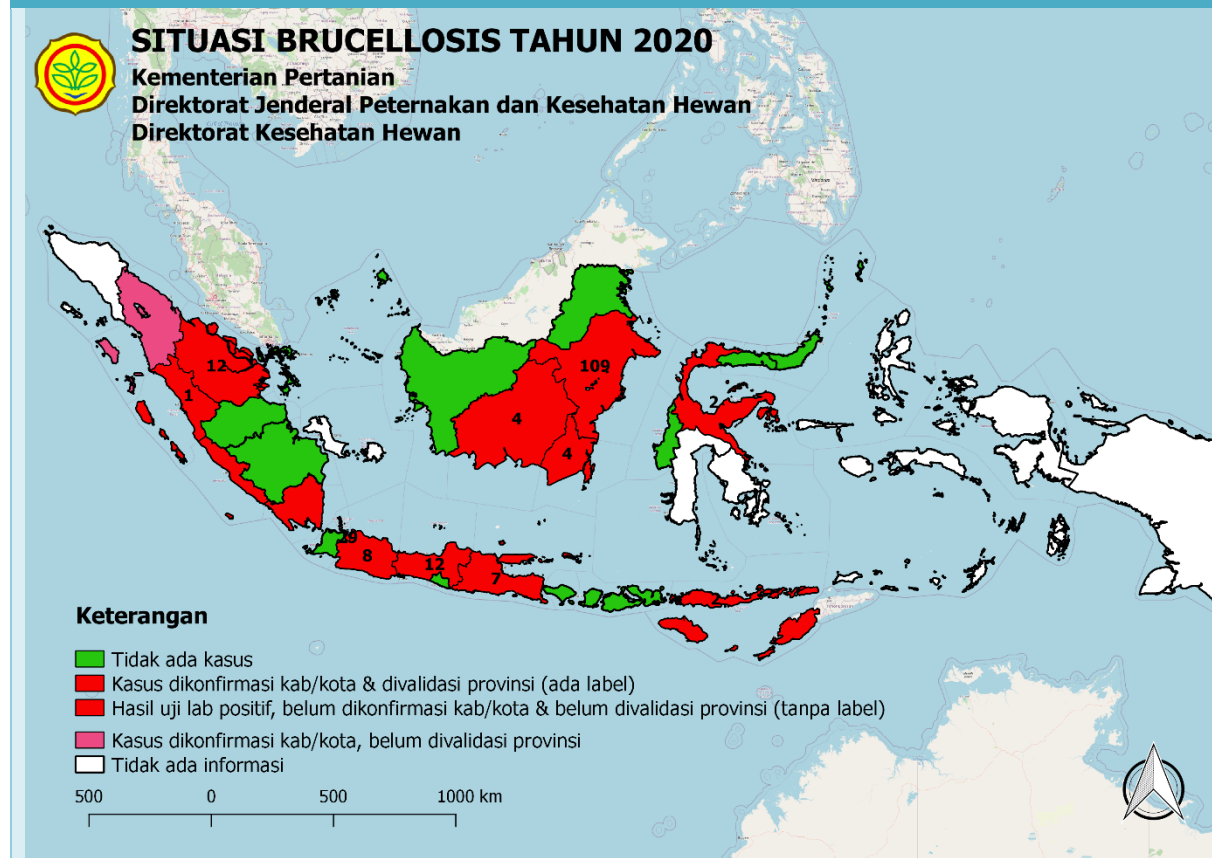 SITUASI BRUCELLOSIS TAHUN 2020
Kementerian Pertanian
Direktorat Jenderal Peternakan dan Kesehatan Hewan
Direktorat Kesehatan Hewan
109
12
1
2
4
4
19
8
12
7
2
Keterangan
Tidak ada kasus
Kasus dikonfirmasi kab/kota & divalidasi provinsi (ada label)
Hasil uji lab positif, belum dikonfirmasi kab/kota & belum divalidasi provinsi (tanpa label)
Kasus dikonfirmasi kab/kota, belum divalidasi provinsi
Tidak ada informasi
500 0 500 1000 km